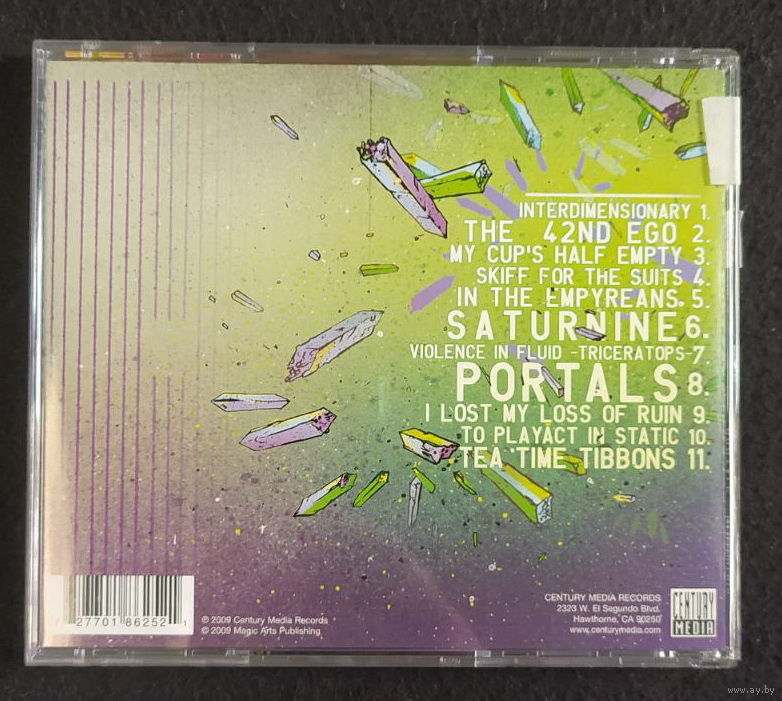 INTERDIMENSIONARY 1.
THE 42ND EGO 2.
MY CUP'S HALF EMPTY 3.
SKIFF FOR THE SUITS 4.
IN THE EMPYREANS. 5.
SATURNINE 6.
VIOLENCE IN FLUID -TRICERATOPS- 7.
PORTALS 8.
I LOST MY LOSS OF RUIN 9.
TO PLAYACT IN STATIC 10.
TEA TIME TIBBONS 11.
7 27701 86252 1
℗ 2009 Century Media Records
© 2009 Magic Arts Publishing
CENTURY MEDIA RECORDS
2323 W. El Segundo Blvd.
Hawthorne, CA 90250
www.centurymedia.com
CENTURY
MEDIA
www.ay.by